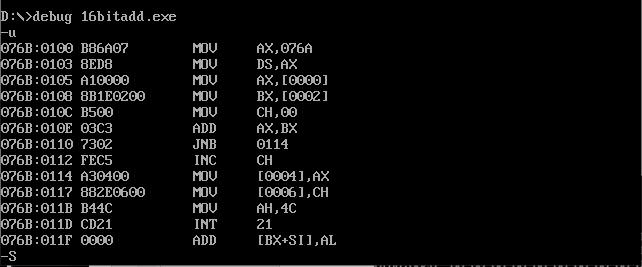 D:\>debug 16bitadd.exe
-u
076B:0100 B86A07 MOV AX,076A
076B:0103 8ED8 MOV DS,AX
076B:0105 A10000 MOV AX,[0000]
076B:0108 8B1E0200 MOV BX,[0002]
076B:010C B500 MOV CH,00
076B:010E 03C3 ADD AX,BX
076B:0110 7302 JNB 0114
076B:0112 FEC5 INC CH
076B:0114 A30400 MOV [0004],AX
076B:0117 882E0600 MOV [0006],CH
076B:011B B44C MOV AH,4C
076B:011D CD21 INT 21
076B:011F 0000 ADD [BX+SI],AL
-S